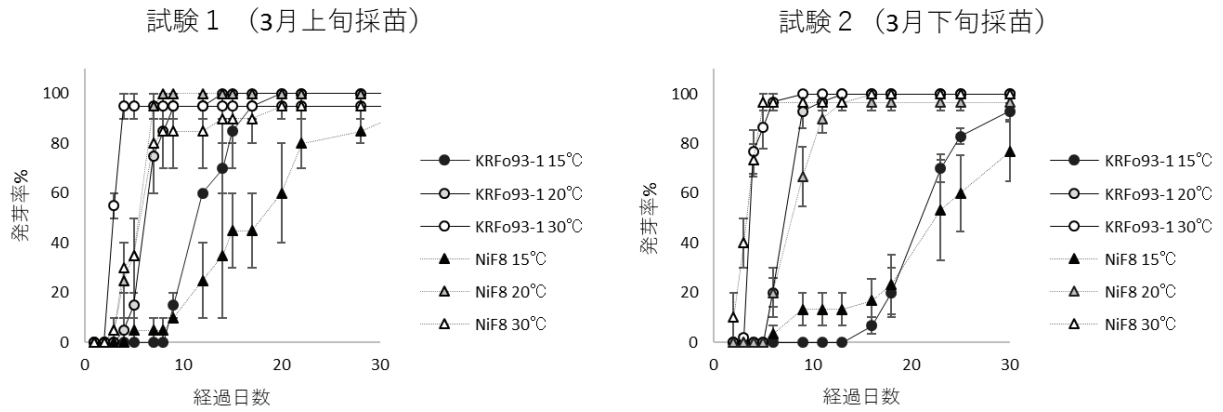 試験１ （3月上旬採苗）
発芽率%
100
80
60
40
20
0
0 10 20 30
経過日数
KRFo93-1 15℃
KRFo93-1 20℃
KRFo93-1 30℃
NiF8 15℃
NiF8 20℃
NiF8 30℃
試験２（3月下旬採苗）
発芽率%
100
80
60
40
20
0
0 10 20 30
経過日数
KRFo93-1 15℃
KRFo93-1 20℃
KRFo93-1 30℃
NiF8 15℃
NiF8 20℃
NiF8 30℃